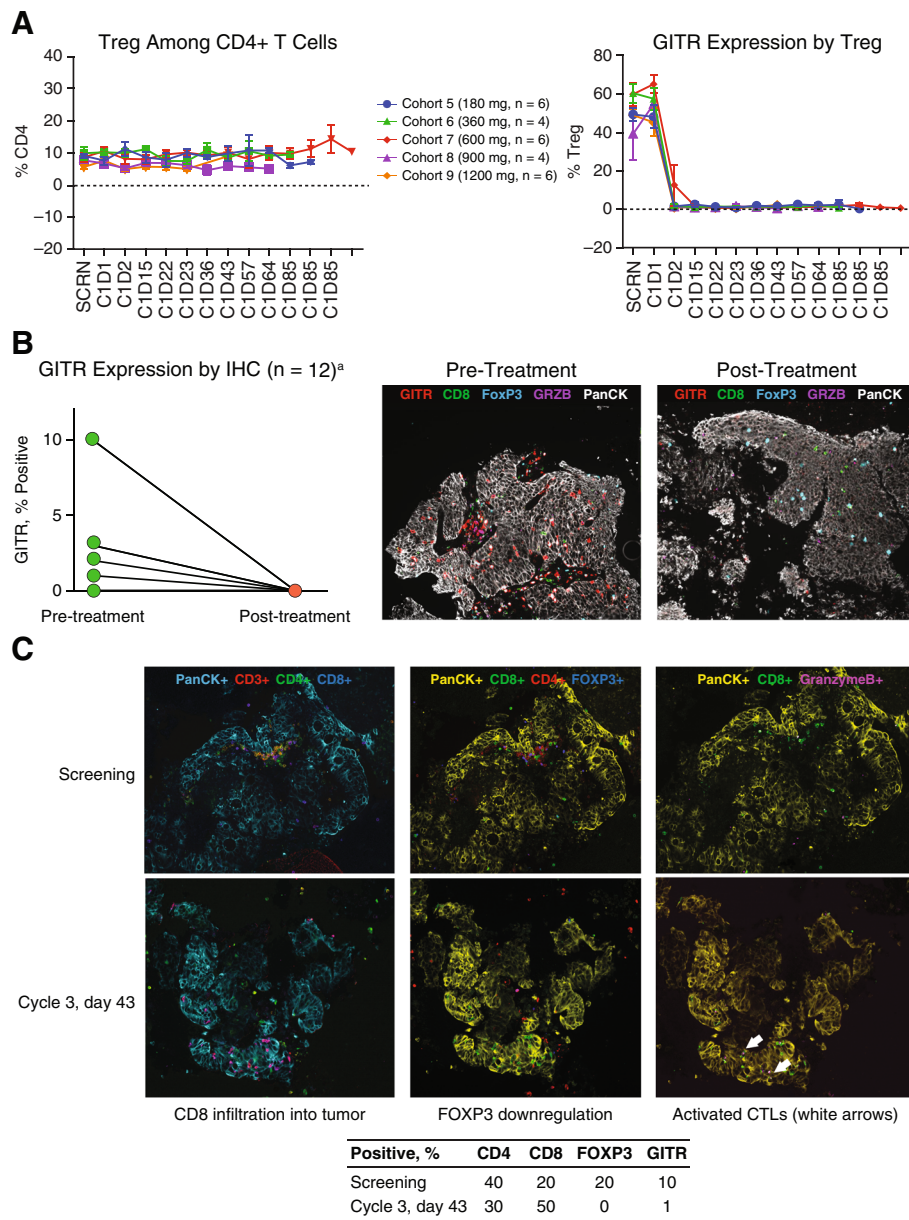 A
Treg Among CD4+ T Cells
% CD4
40
30
20
10
0
−10
−20
SCRN
C1D1
C1D2
C1D15
C1D22
C1D23
C1D36
C1D43
C1D57
C1D64
C1D85
C1D85
C1D85
Cohort 5 (180 mg, n = 6)
Cohort 6 (360 mg, n = 4)
Cohort 7 (600 mg, n = 6)
Cohort 8 (900 mg, n = 4)
Cohort 9 (1200 mg, n = 6)
GITR Expression by Treg
% Treg
80
60
40
20
0
−20
SCRN
C1D1
C1D2
C1D15
C1D22
C1D23
C1D36
C1D43
C1D57
C1D64
C1D85
C1D85
C1D85
B
GITR Expression by IHC (n = 12)ᵃ
GITR, % Positive
10
5
0
Pre-treatment
Post-treatment
Pre-Treatment
GITR CD8 FoxP3 GRZB PanCK
Post-Treatment
GITR CD8 FoxP3 GRZB PanCK
C
PanCK+ CD3+ CD4+ CD8+
PanCK+ CD8+ CD4+ FOXP3+
PanCK+ CD8+ GranzymeB+
Screening
Cycle 3, day 43
CD8 infiltration into tumor
FOXP3 downregulation
Activated CTLs (white arrows)
Positive, % CD4 CD8 FOXP3 GITR
Screening 40 20 20 10
Cycle 3, day 43 30 50 0 1